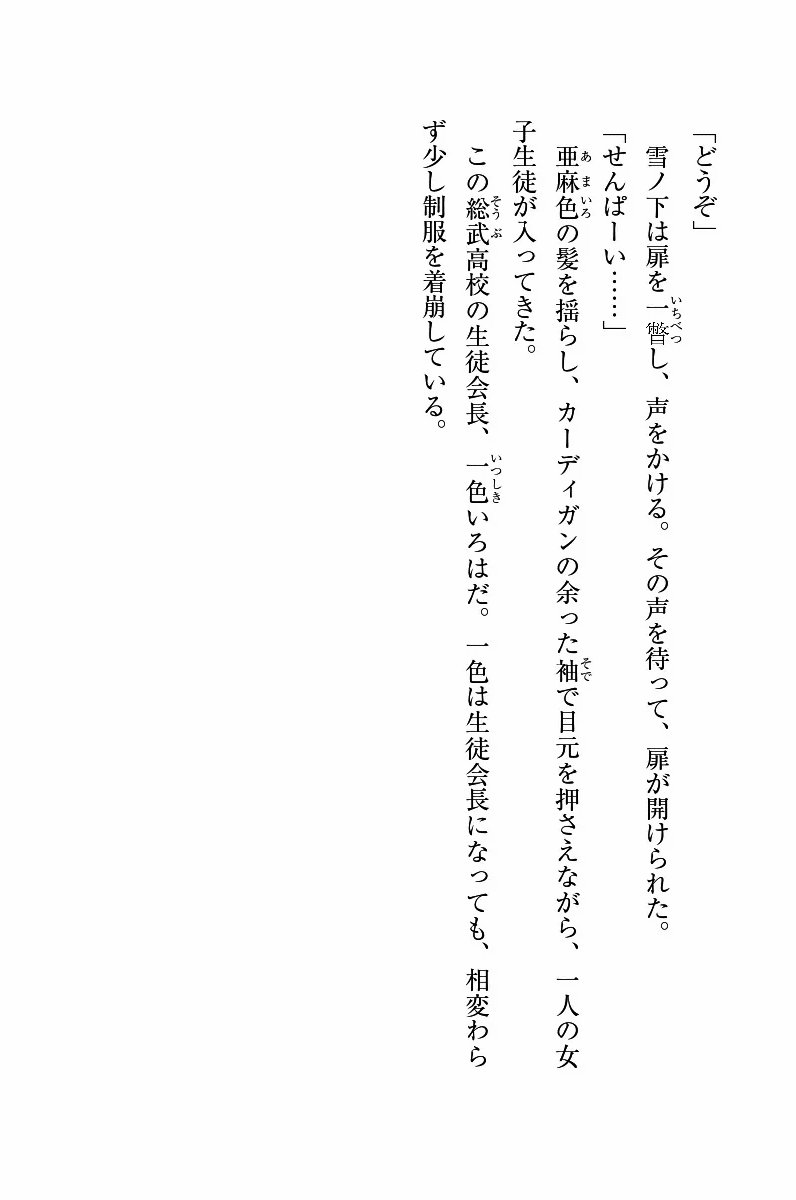 「どうぞ」
　雪ノ下は扉を一瞥し、声をかける。その声を待って、扉が開けられた。
「せんぱーい……」
　亜麻色の髪を揺らし、カーディガンの余った袖で目元を押さえながら、一人の女
子生徒が入ってきた。
　この総武高校の生徒会長、一色いろはだ。一色は生徒会長になっても、相変わら
ず少し制服を着崩している。